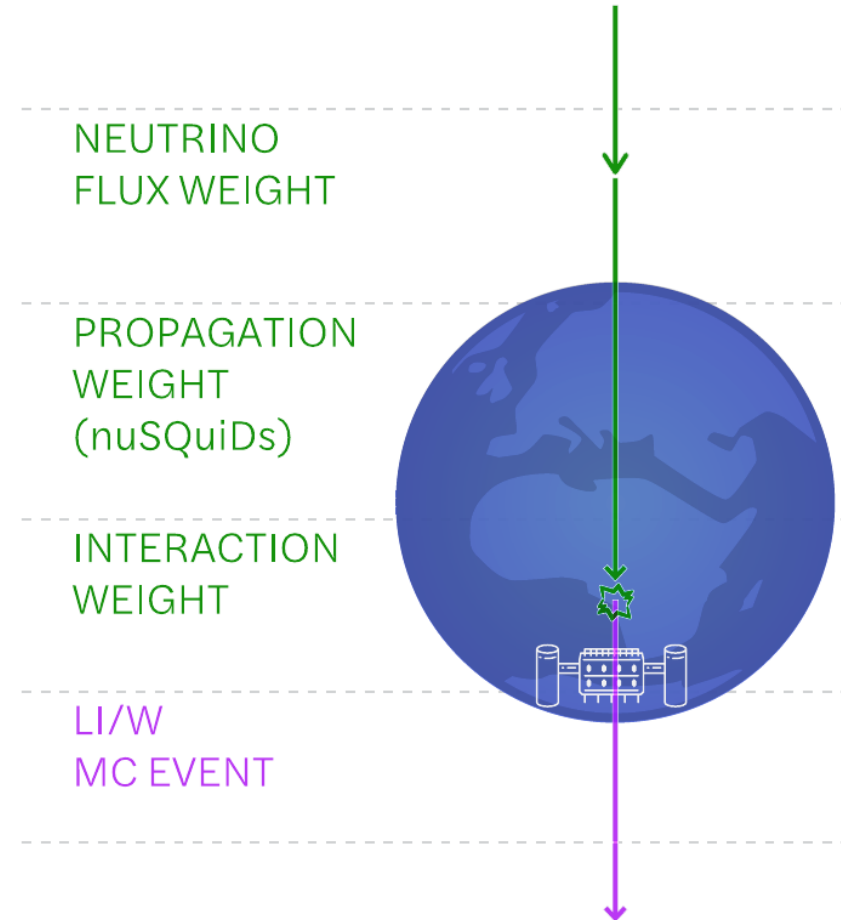 NEUTRINO
FLUX WEIGHT
PROPAGATION
WEIGHT
(nuSQuiDs)
INTERACTION
WEIGHT
LI/W
MC EVENT